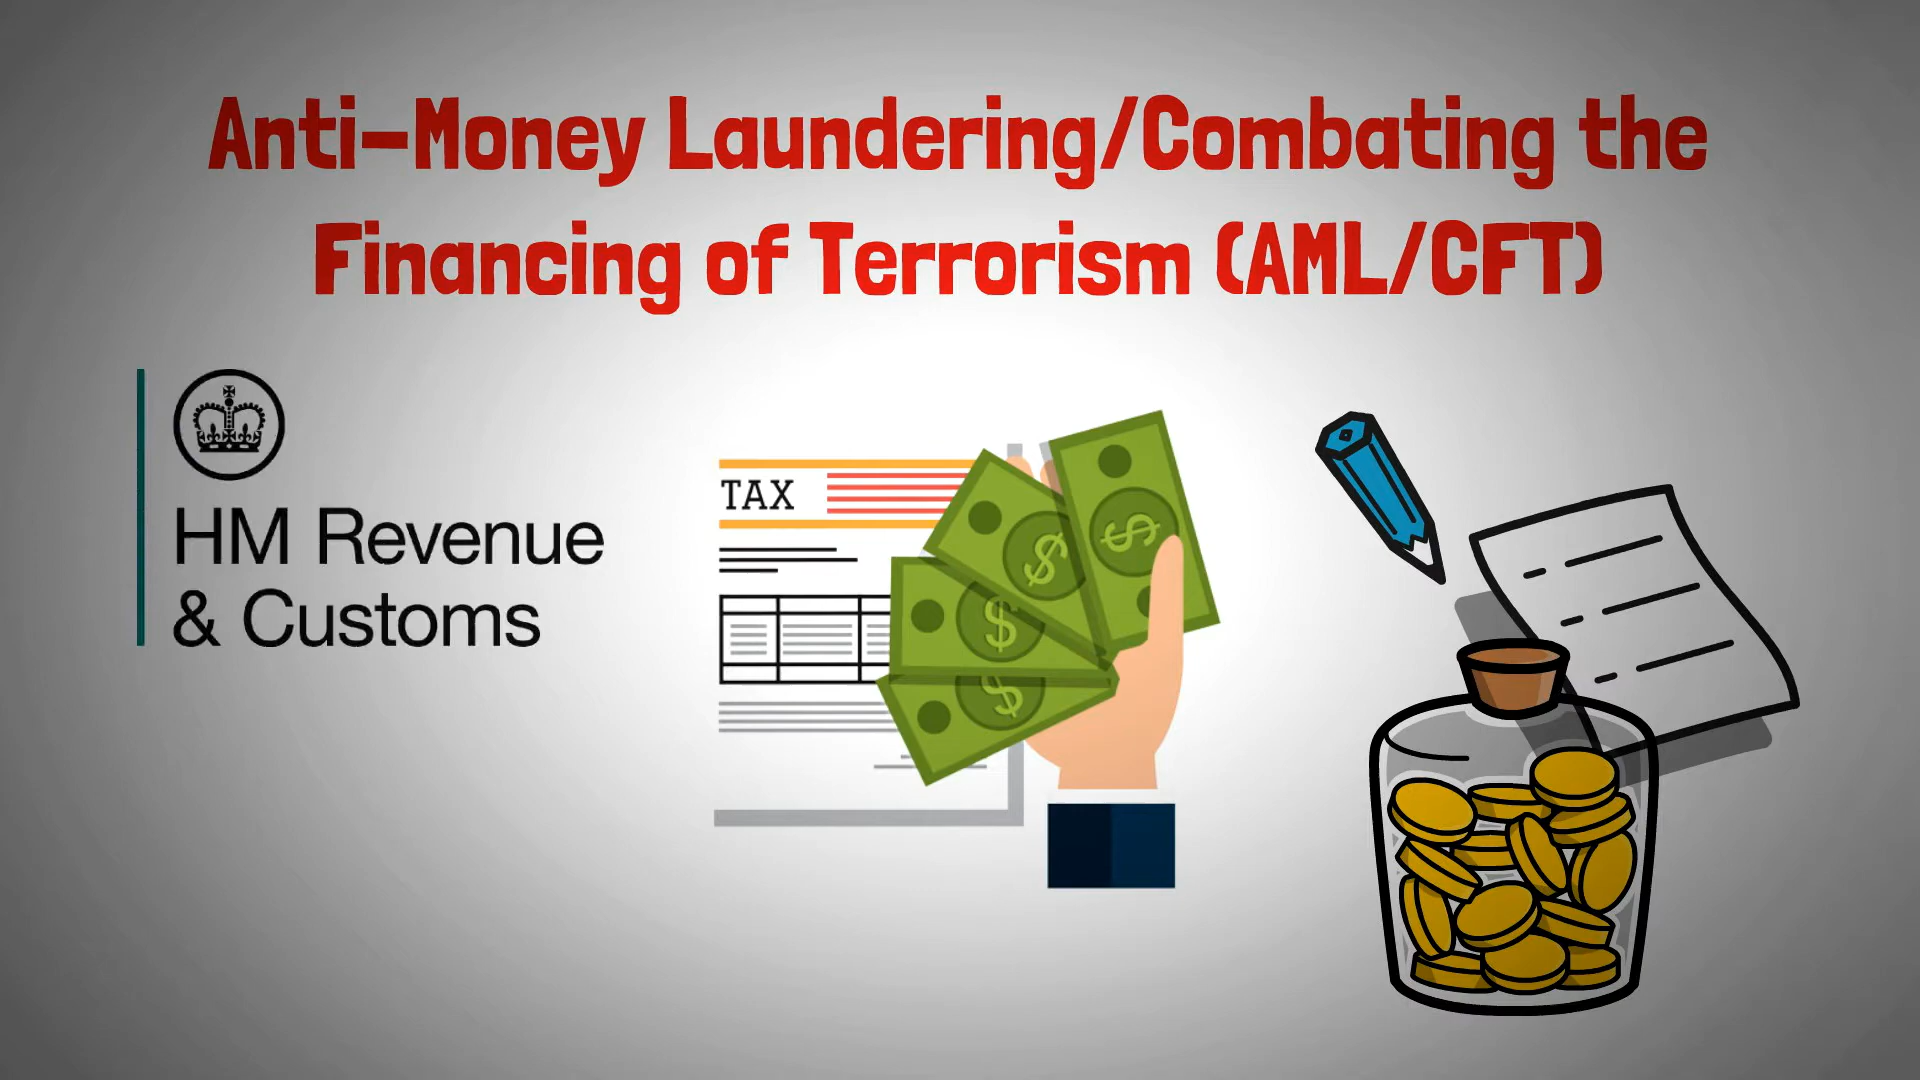 Anti-Money Laundering/Combating the
Financing of Terrorism (AML/CFT)
HM Revenue
& Customs
TAX
$
$
$
$